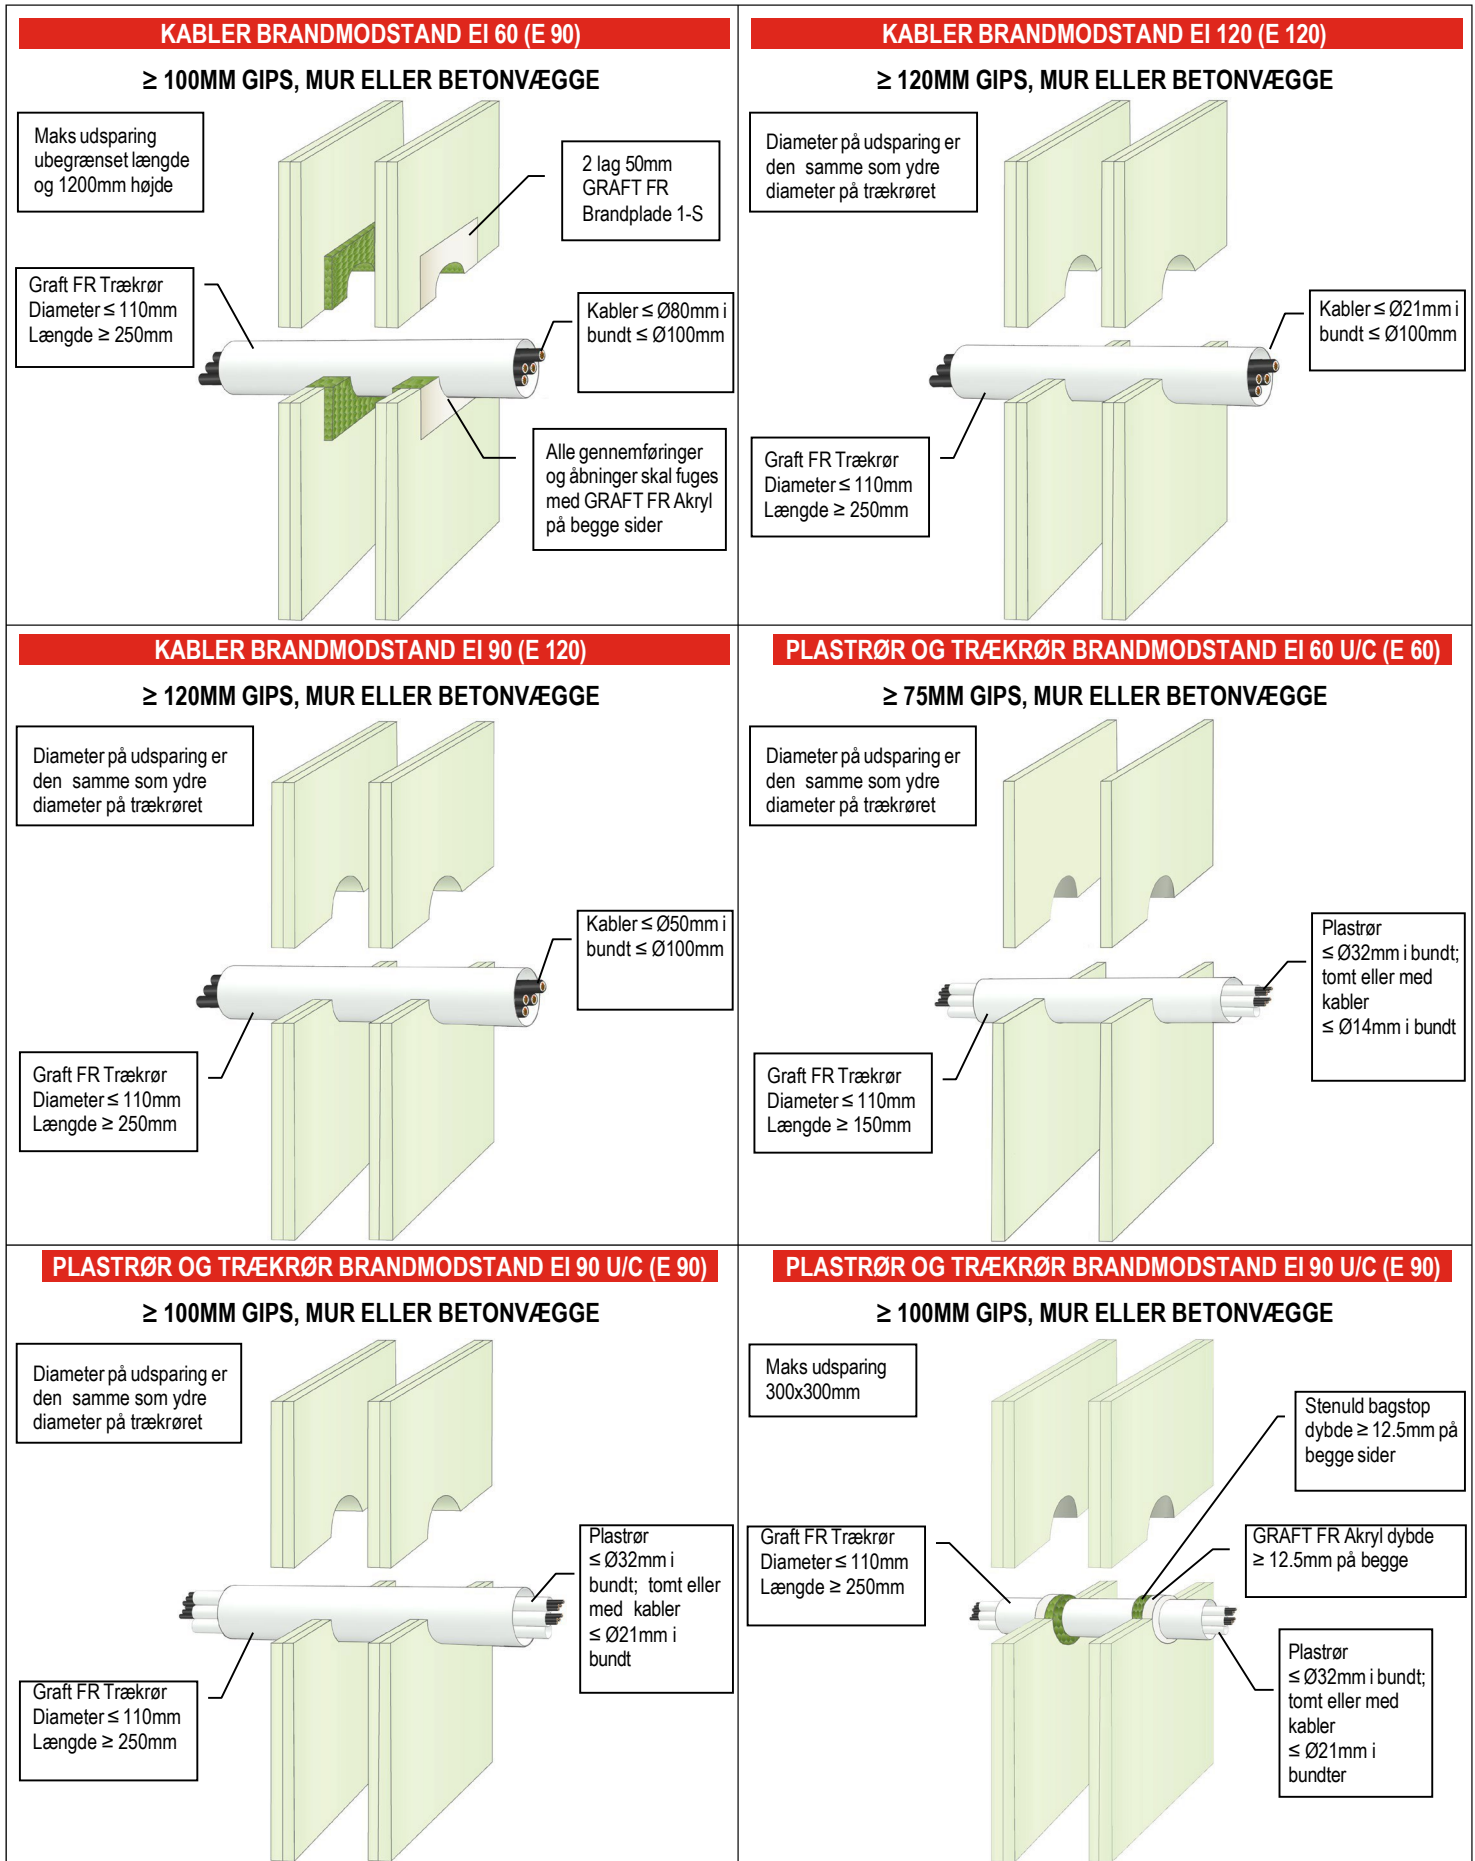 KABLER BRANDMODSTAND EI 60 (E 90)
≥ 100MM GIPS, MUR ELLER BETONVÆGGE
Maks udsparing
ubegrænset længde
og 1200mm højde
2 lag 50mm
GRAFT FR
Brandplade 1-S
Graft FR Trækrør
Diameter ≤ 110mm
Længde ≥ 250mm
Kabler ≤ Ø80mm i
bundt ≤ Ø100mm
Alle gennemføringer
og åbninger skal fuges
med GRAFT FR Akryl
på begge sider
KABLER BRANDMODSTAND EI 120 (E 120)
≥ 120MM GIPS, MUR ELLER BETONVÆGGE
Diameter på udsparing er
den samme som ydre
diameter på trækrøret
Kabler ≤ Ø21mm i
bundt ≤ Ø100mm
Graft FR Trækrør
Diameter ≤ 110mm
Længde ≥ 250mm
KABLER BRANDMODSTAND EI 90 (E 120)
≥ 120MM GIPS, MUR ELLER BETONVÆGGE
Diameter på udsparing er
den samme som ydre
diameter på trækrøret
Kabler ≤ Ø50mm i
bundt ≤ Ø100mm
Graft FR Trækrør
Diameter ≤ 110mm
Længde ≥ 250mm
PLASTRØR OG TRÆKRØR BRANDMODSTAND EI 60 U/C (E 60)
≥ 75MM GIPS, MUR ELLER BETONVÆGGE
Diameter på udsparing er
den samme som ydre
diameter på trækrøret
Plastrør
≤ Ø32mm i bundt;
tomt eller med
kabler
≤ Ø14mm i bundt
Graft FR Trækrør
Diameter ≤ 110mm
Længde ≥ 150mm
PLASTRØR OG TRÆKRØR BRANDMODSTAND EI 90 U/C (E 90)
≥ 100MM GIPS, MUR ELLER BETONVÆGGE
Diameter på udsparing er
den samme som ydre
diameter på trækrøret
Plastrør
≤ Ø32mm i
bundt; tomt eller
med kabler
≤ Ø21mm i
bundt
Graft FR Trækrør
Diameter ≤ 110mm
Længde ≥ 250mm
PLASTRØR OG TRÆKRØR BRANDMODSTAND EI 90 U/C (E 90)
≥ 100MM GIPS, MUR ELLER BETONVÆGGE
Maks udsparing
300x300mm
Stenuld bagstop
dybde ≥ 12.5mm på
begge sider
Graft FR Trækrør
Diameter ≤ 110mm
Længde ≥ 250mm
GRAFT FR Akryl dybde
≥ 12.5mm på begge
Plastrør
≤ Ø32mm i bundt;
tomt eller med
kabler
≤ Ø21mm i
bundter